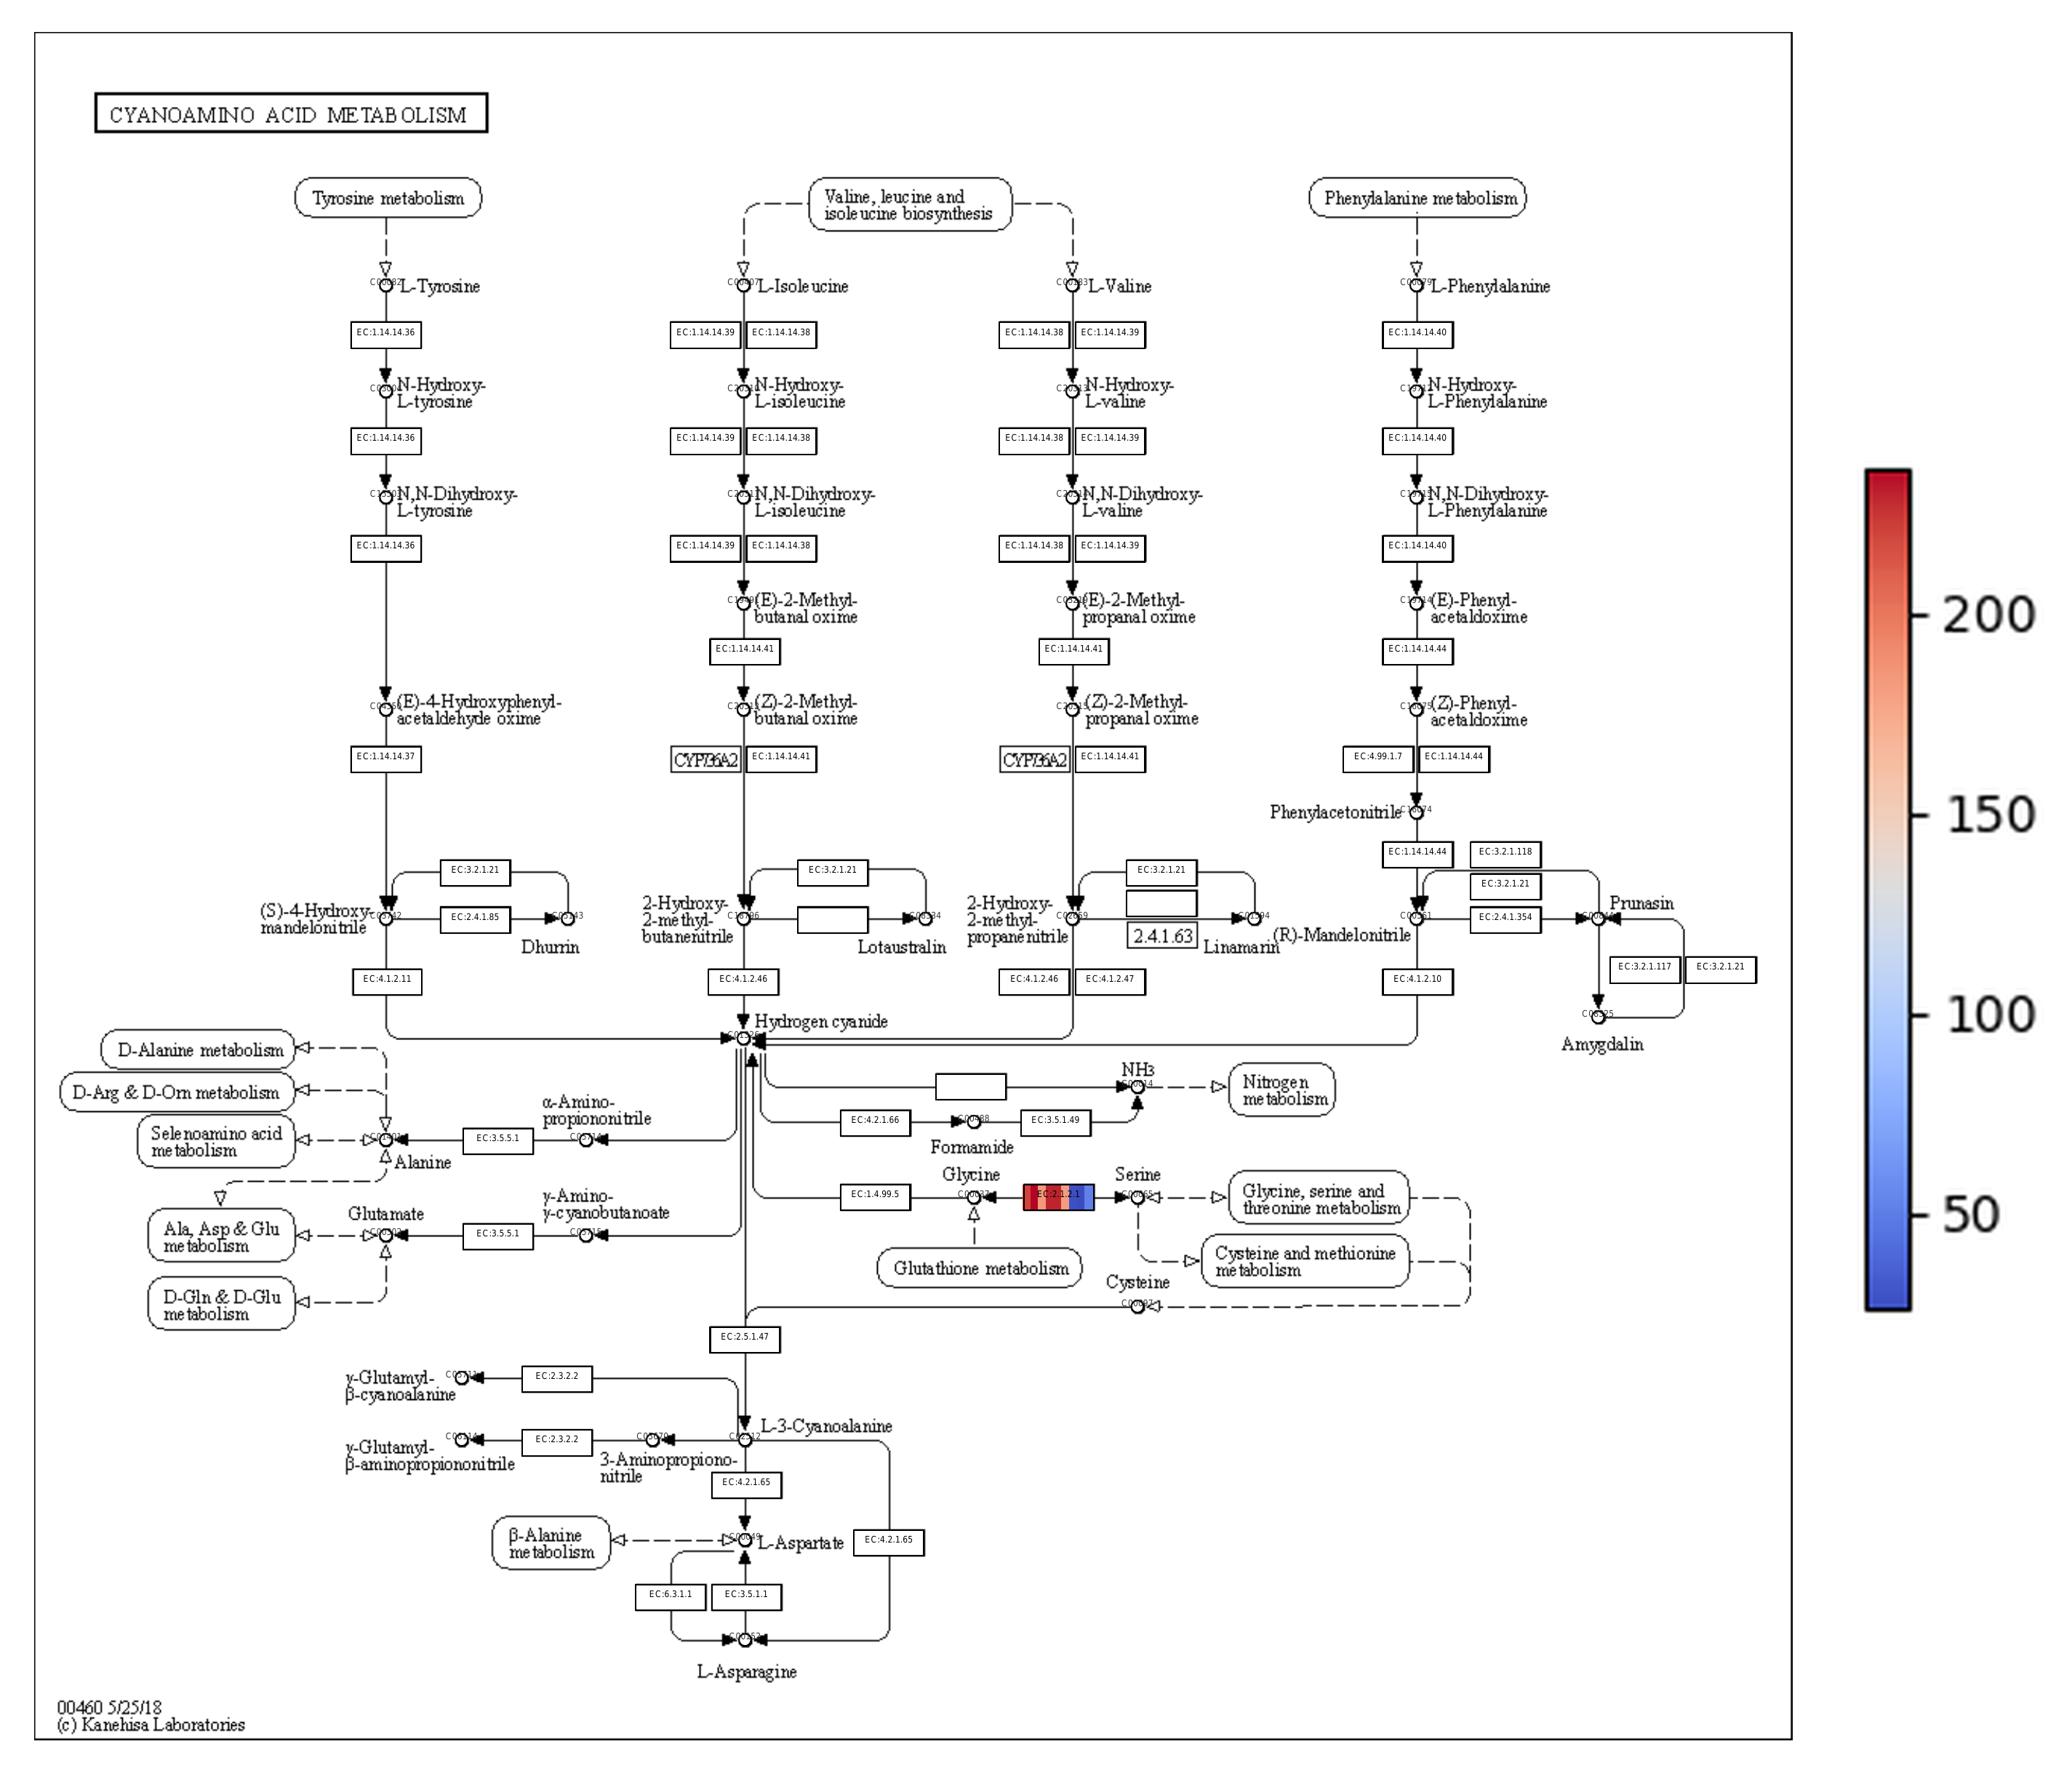 CYANOAMINO ACID METABOLISM
Tyrosine metabolism
Valine, leucine and
isoleucine biosynthesis
Phenylalanine metabolism
L-Tyrosine
L-Isoleucine
L-Valine
L-Phenylalanine
EC:1.14.14.36
EC:1.14.14.39
EC:1.14.14.38
EC:1.14.14.38
EC:1.14.14.39
EC:1.14.14.40
N-Hydroxy-
L-tyrosine
N-Hydroxy-
L-isoleucine
N-Hydroxy-
L-valine
N-Hydroxy-
L-Phenylalanine
EC:1.14.14.36
EC:1.14.14.39
EC:1.14.14.38
EC:1.14.14.38
EC:1.14.14.39
EC:1.14.14.40
N,N-Dihydroxy-
L-tyrosine
N,N-Dihydroxy-
L-isoleucine
N,N-Dihydroxy-
L-valine
N,N-Dihydroxy-
L-Phenylalanine
EC:1.14.14.36
EC:1.14.14.39
EC:1.14.14.38
EC:1.14.14.38
EC:1.14.14.39
EC:1.14.14.40
(E)-2-Methyl-
butanal oxime
(E)-2-Methyl-
propanal oxime
(E)-Phenyl-
acetaldoxime
200
EC:1.14.14.41
EC:1.14.14.41
EC:1.14.14.44
(E)-4-Hydroxyphenyl-
acetaldehyde oxime
(Z)-2-Methyl-
butanal oxime
(Z)-2-Methyl-
propanal oxime
(Z)-Phenyl-
acetaldoxime
EC:1.14.14.37
CYP736A2
EC:1.14.14.41
CYP736A2
EC:1.14.14.41
EC:4.99.1.7
EC:1.14.14.44
Phenylacetonitrile
150
EC:1.14.14.44
EC:3.2.1.118
EC:3.2.1.21
EC:3.2.1.21
EC:3.2.1.21
EC:3.2.1.21
(S)-4-Hydroxy-
mandelonitrile
EC:2.4.1.85
Dhurrin
2-Hydroxy-
2-methyl-
butanenitrile
Lotaustralin
2-Hydroxy-
2-methyl-
propanenitrile
2.4.1.63
Linamarin
(R)-Mandelonitrile
EC:2.4.1.354
Prunasin
EC:4.1.2.11
EC:4.1.2.46
EC:4.1.2.46
EC:4.1.2.47
EC:4.1.2.10
EC:3.2.1.117
EC:3.2.1.21
100
Hydrogen cyanide
Amygdalin
D-Alanine metabolism
D-Arg & D-Orn metabolism
Selenoamino acid
metabolism
Alanine
EC:3.5.5.1
α-Amino-
propiononitrile
NH3
Nitrogen
metabolism
EC:4.2.1.66
Formamide
EC:3.5.1.49
Glycine
Serine
EC:1.4.99.5
EC:2.1.2.1
Glycine, serine and
threonine metabolism
50
Ala, Asp & Glu
metabolism
Glutamate
EC:3.5.5.1
γ-Amino-
γ-cyanobutanoate
Glutathione metabolism
Cysteine and methionine
metabolism
Cysteine
D-Gln & D-Glu
metabolism
EC:2.5.1.47
γ-Glutamyl-
β-cyanoalanine
EC:2.3.2.2
L-3-Cyanoalanine
γ-Glutamyl-
β-aminopropiononitrile
EC:2.3.2.2
3-Aminopropiono-
nitrile
EC:4.2.1.65
β-Alanine
metabolism
L-Aspartate
EC:4.2.1.65
EC:6.3.1.1
EC:3.5.1.1
L-Asparagine
00460 5/25/18
(c) Kanehisa Laboratories